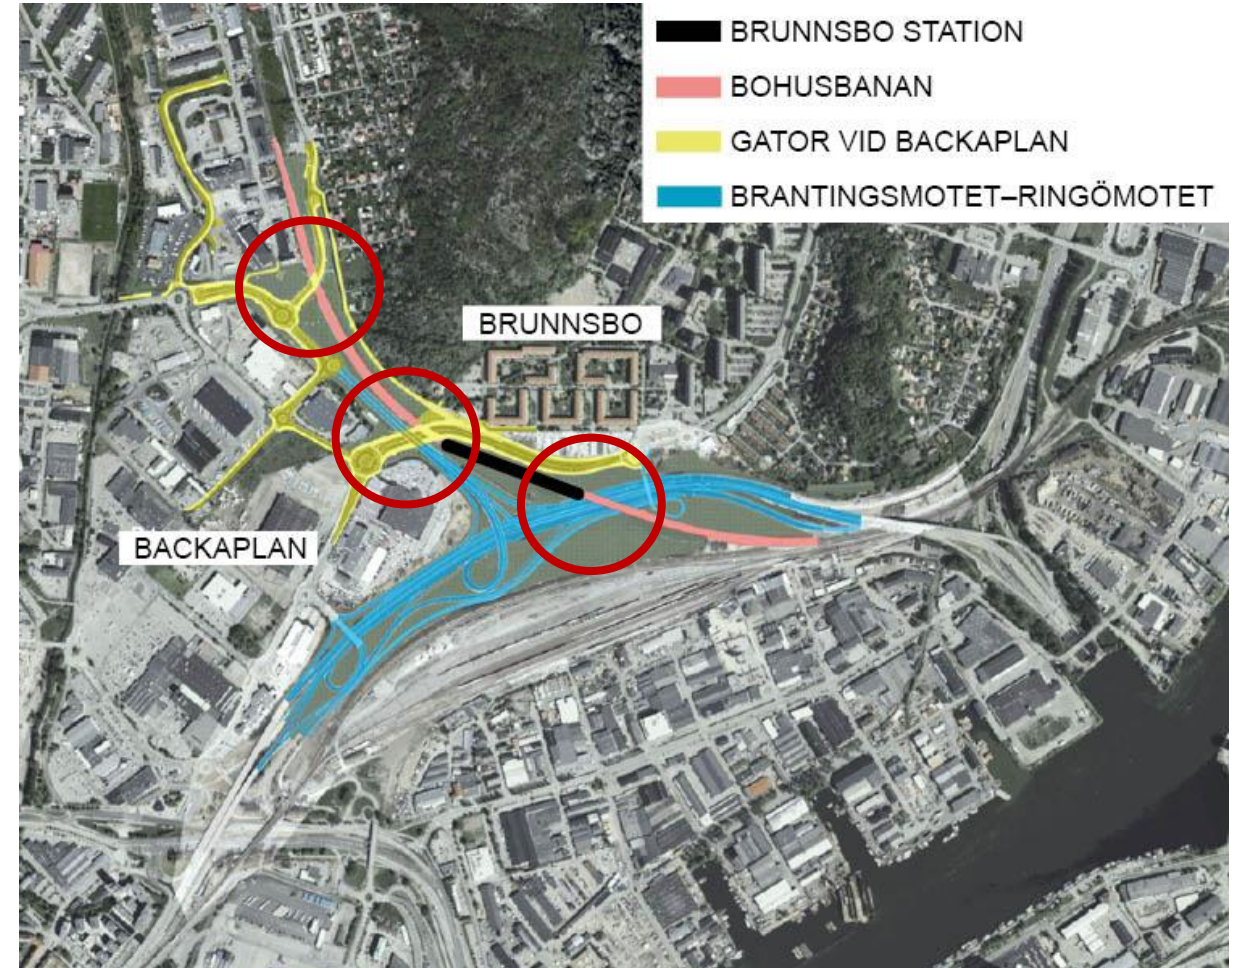 BRUNNSBO STATION
BOHUSBANAN
GATOR VID BACKAPLAN
BRANTINGSMOTET–RINGÖMOTET
BRUNNSBO
BACKAPLAN